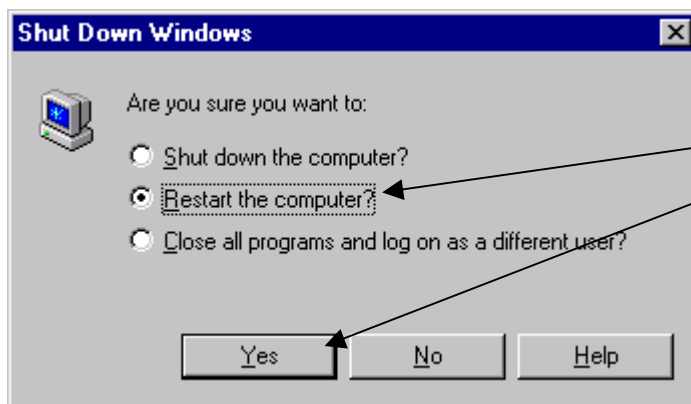 Shut Down Windows
Are you sure you want to:
Shut down the computer?
Restart the computer?
Close all programs and log on as a different user?
Yes No Help